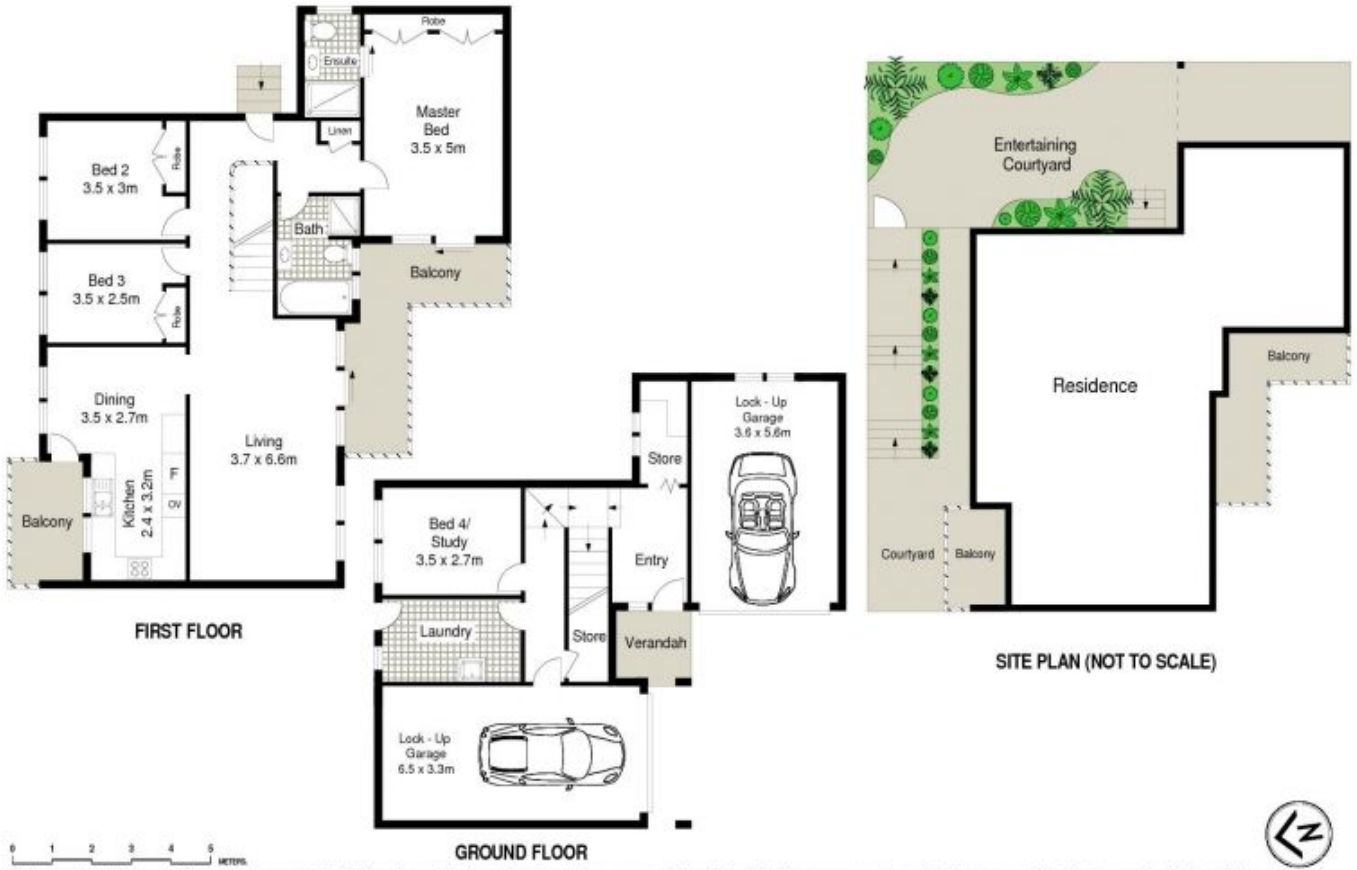 Robe
Ensuite
Master
Bed
3.5 x 5m
Linen
Bed 2
3.5 x 3m
Robe
Bath
Bed 3
3.5 x 2.5m
Robe
Balcony
Dining
3.5 x 2.7m
Living
3.7 x 6.6m
Kitchen
2.4 x 3.2m
F
OV
Balcony
FIRST FLOOR
Lock - Up
Garage
3.6 x 5.6m
Store
Bed 4/
Study
3.5 x 2.7m
Entry
Laundry
Store
Verandah
Lock - Up
Garage
6.5 x 3.3m
GROUND FLOOR
Entertaining
Courtyard
Residence
Balcony
Courtyard
Balcony
SITE PLAN (NOT TO SCALE)
0 1 2 3 4 5
METERS
N